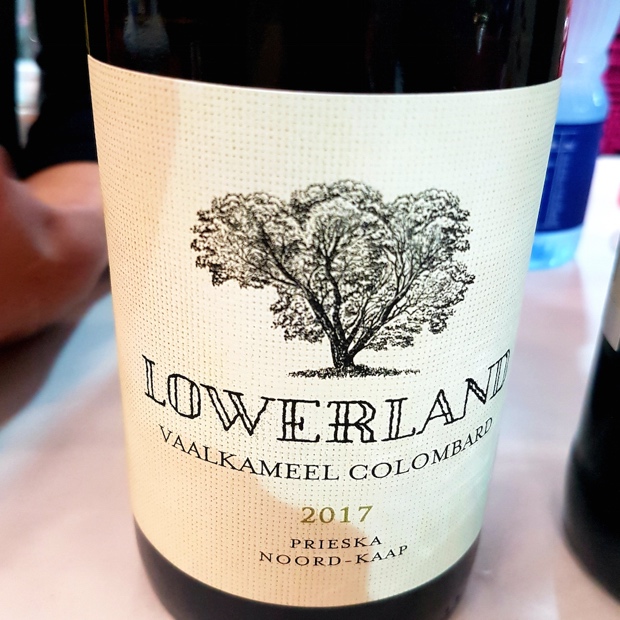 LOWERLAND
VAALKAMEEL COLOMBARD
2017
PRIESKA
NOORD-KAAP